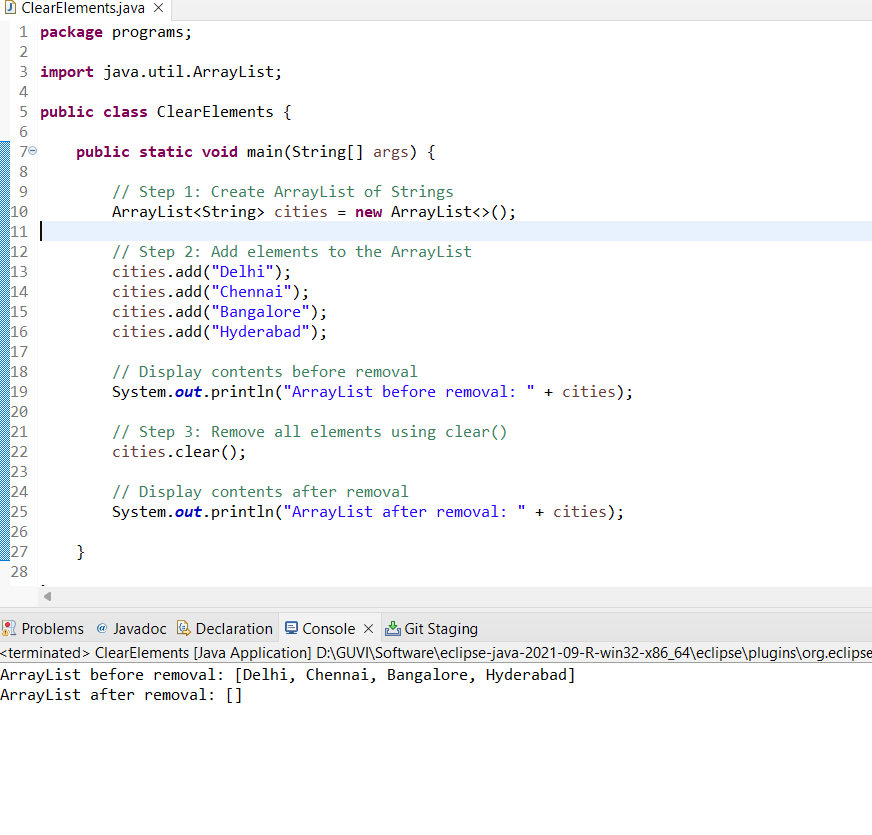 ClearElements.java
1 package programs;
2
3 import java.util.ArrayList;
4
5 public class ClearElements {
6
7     public static void main(String[] args) {
8
9         // Step 1: Create ArrayList of Strings
10         ArrayList<String> cities = new ArrayList<>();
11
12         // Step 2: Add elements to the ArrayList
13         cities.add("Delhi");
14         cities.add("Chennai");
15         cities.add("Bangalore");
16         cities.add("Hyderabad");
17
18         // Display contents before removal
19         System.out.println("ArrayList before removal: " + cities);
20
21         // Step 3: Remove all elements using clear()
22         cities.clear();
23
24         // Display contents after removal
25         System.out.println("ArrayList after removal: " + cities);
26
27     }
28
Problems @ Javadoc Declaration Console Git Staging
<terminated> ClearElements [Java Application] D:\GUVI\Software\eclipse-java-2021-09-R-win32-x86_64\eclipse\plugins\org.eclipse
ArrayList before removal: [Delhi, Chennai, Bangalore, Hyderabad]
ArrayList after removal: []